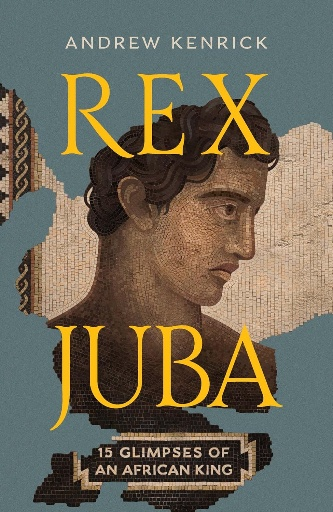 ANDREW KENRICK
REX
JUBA
15 GLIMPSES OF
AN AFRICAN KING